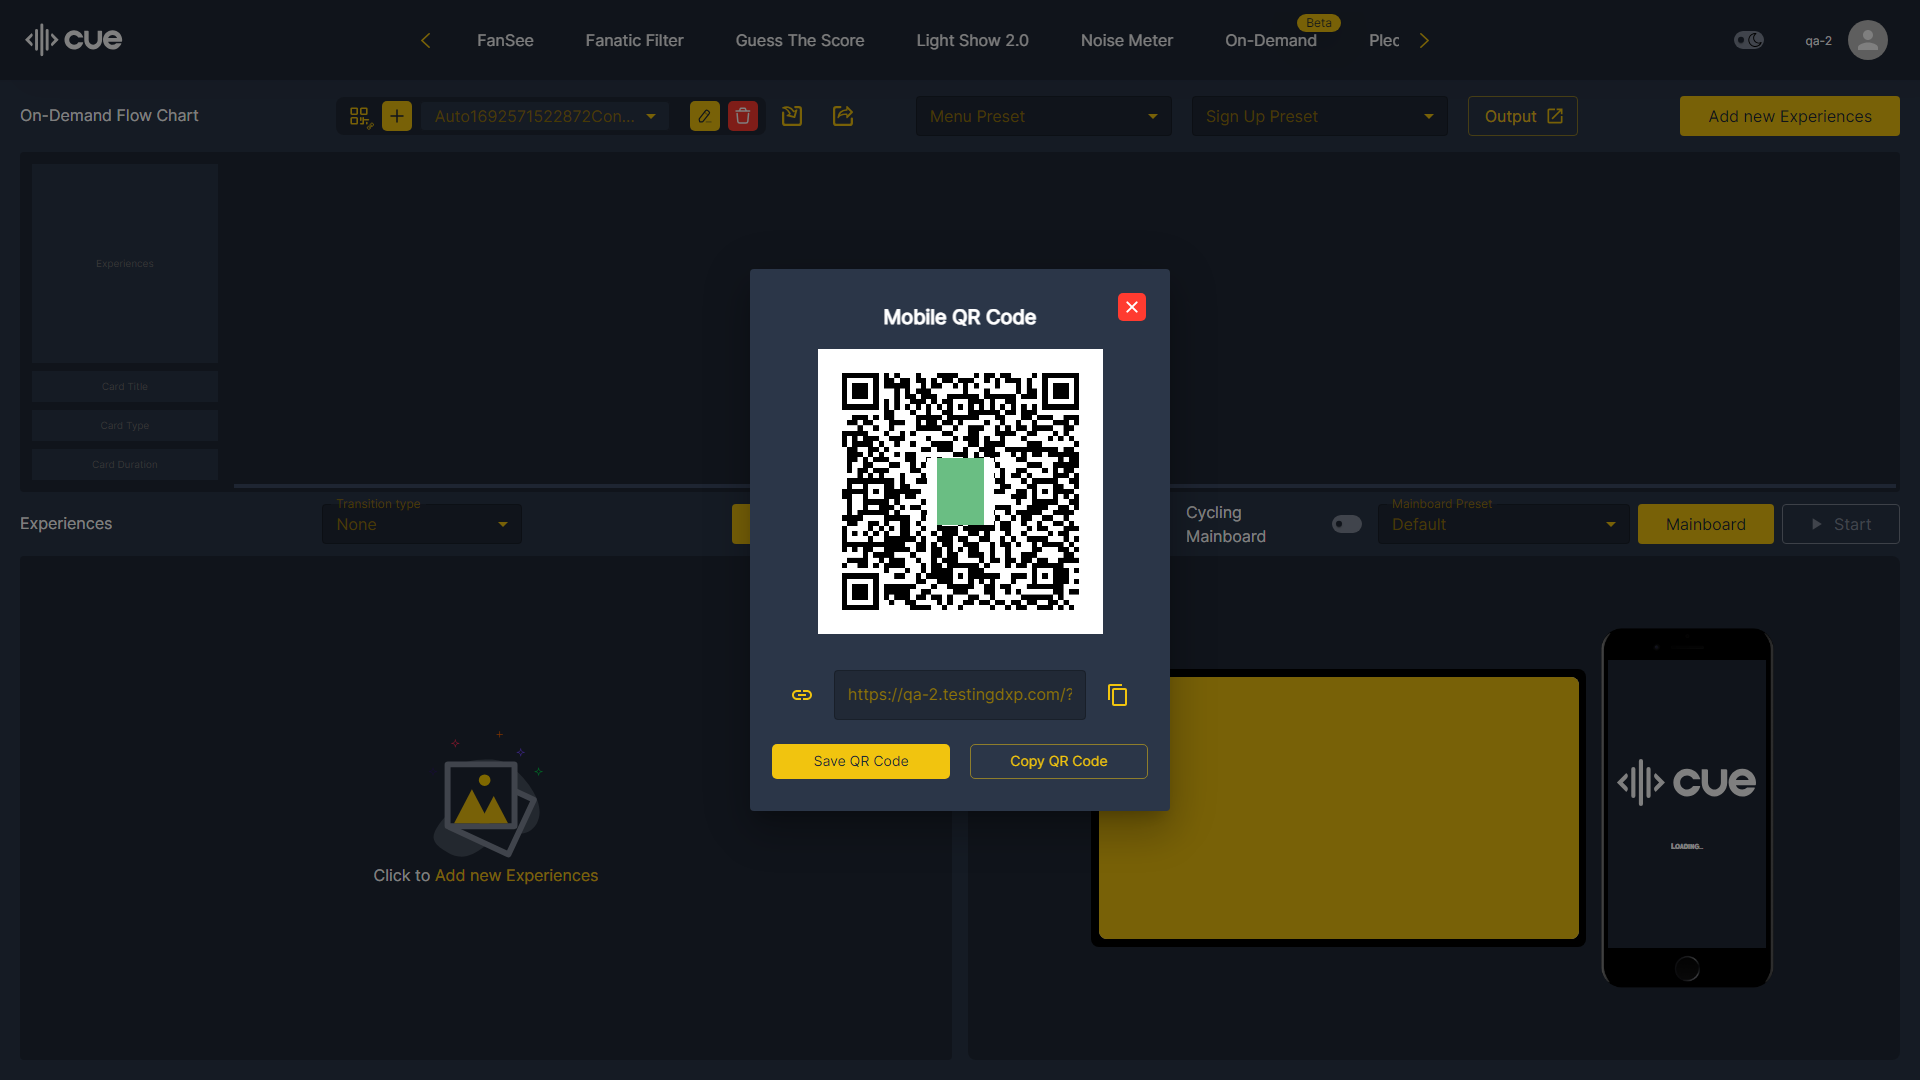 cue
FanSee
Fanatic Filter
Guess The Score
Light Show 2.0
Noise Meter
On-Demand
Beta
Plec
qa-2
On-Demand Flow Chart
Auto1692571522872Con...
Menu Preset
Sign Up Preset
Output
Add new Experiences
Experiences
Card Title
Card Type
Card Duration
Mobile QR Code
https://qa-2.testingdxp.com/?
Save QR Code
Copy QR Code
Experiences
Transition type
None
Cycling
Mainboard
Mainboard Preset
Default
Mainboard
Start
Click to Add new Experiences
cue
Loading...